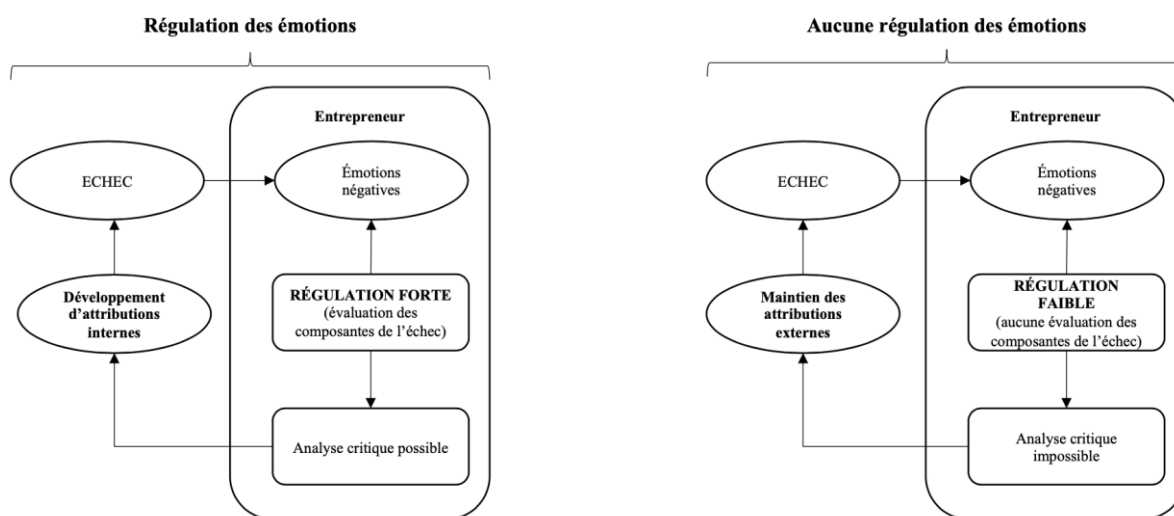 Régulation des émotions
Entrepreneur
ECHEC
Émotions
négatives
Développement
d'attributions
internes
RÉGULATION FORTE
(évaluation des
composantes de l'échec)
Analyse critique possible
Aucune régulation des émotions
Entrepreneur
ECHEC
Émotions
négatives
Maintien des
attributions
externes
RÉGULATION
FAIBLE
(aucune évaluation des
composantes de l'échec)
Analyse critique
impossible